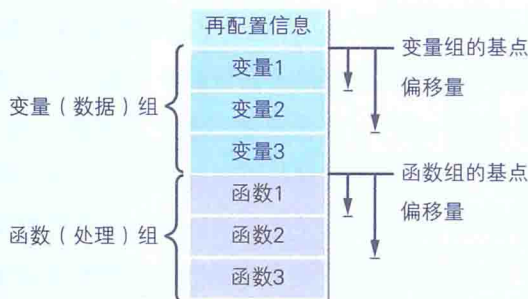 再配置信息
变量组的基点
变量1
偏移量
变量（数据）组
变量2
变量3
函数组的基点
函数1
偏移量
函数（处理）组
函数2
函数3